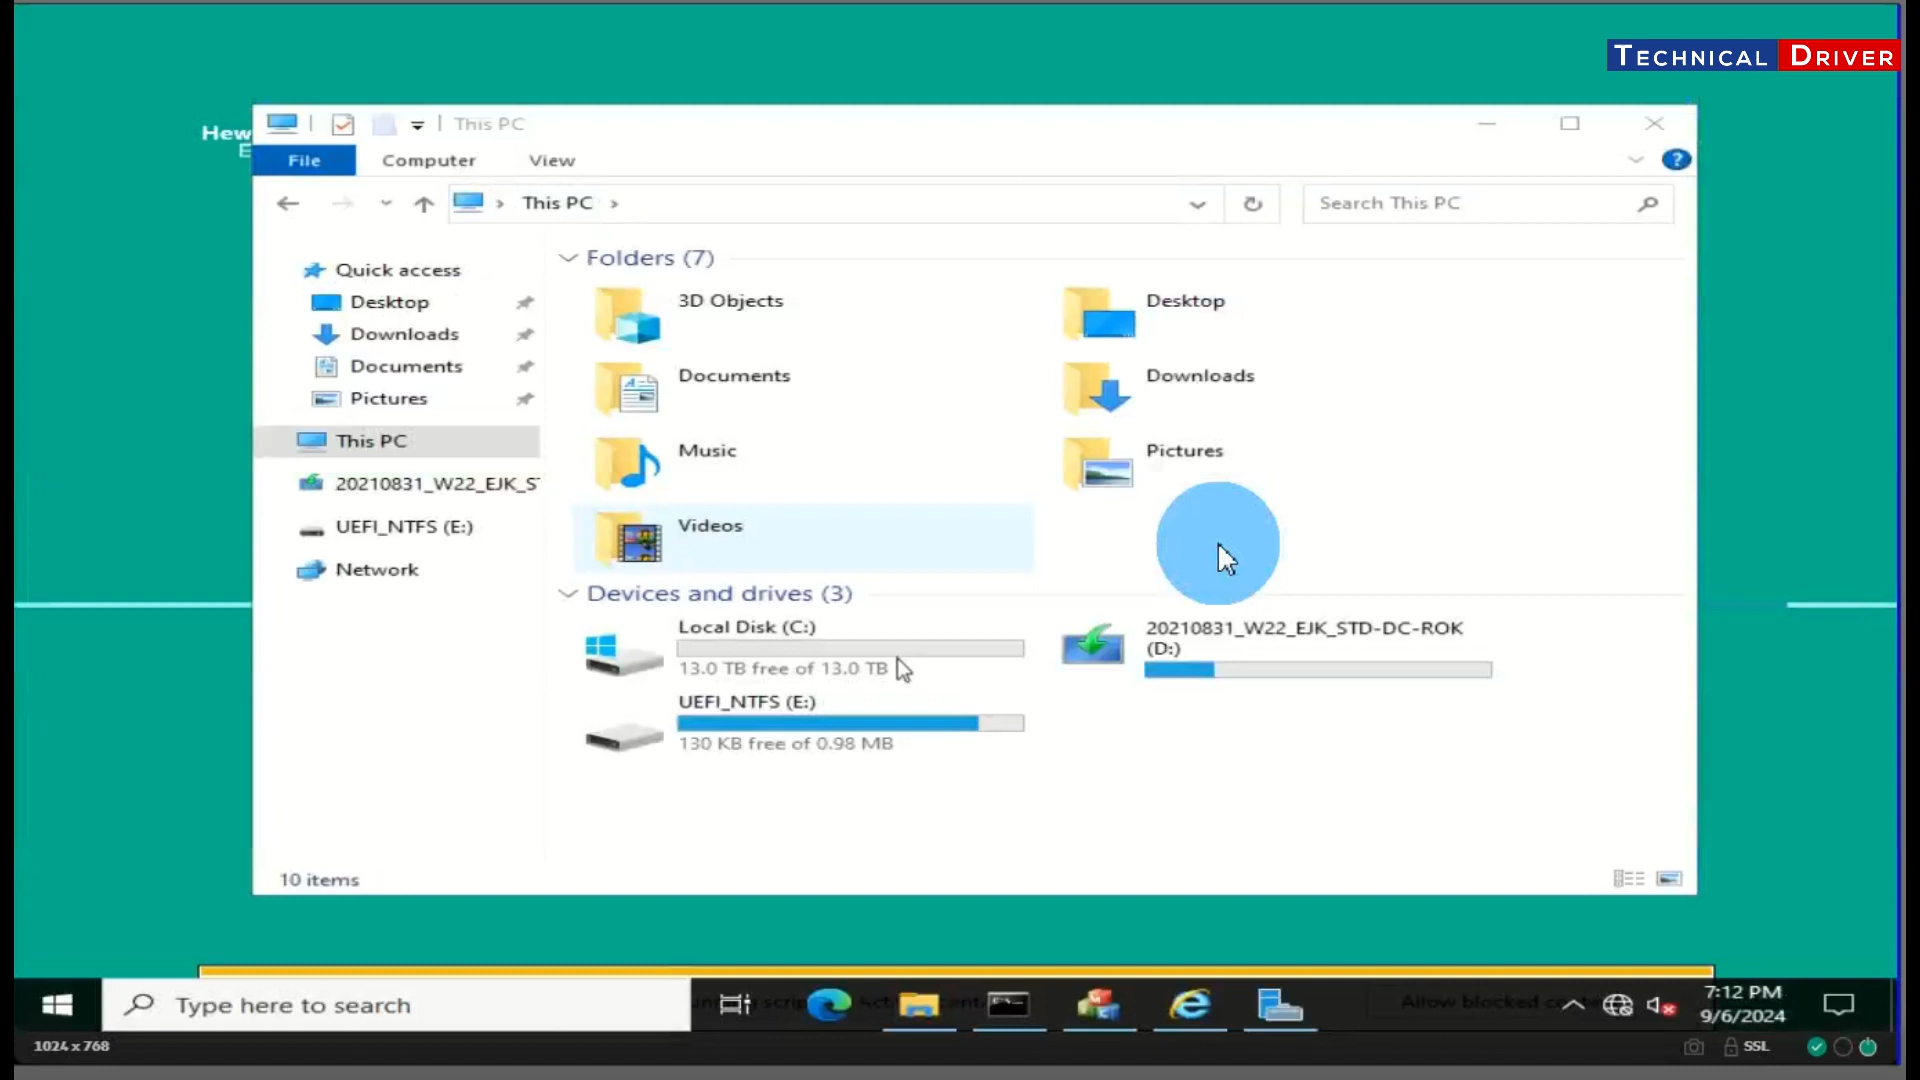 TECHNICAL DRIVER
Hew
E
This PC
File Computer View
This PC
Search This PC
Quick access
Desktop
Downloads
Documents
Pictures
This PC
20210831_W22_EJK_S
UEFI_NTFS (E:)
Network
Folders (7)
3D Objects
Desktop
Documents
Downloads
Music
Pictures
Videos
Devices and drives (3)
Local Disk (C:)
13.0 TB free of 13.0 TB
20210831_W22_EJK_STD-DC-ROK
(D:)
UEFI_NTFS (E:)
130 KB free of 0.98 MB
10 items
Type here to search
Allow blocked
7:12 PM
9/6/2024
1024 x 768
SSL